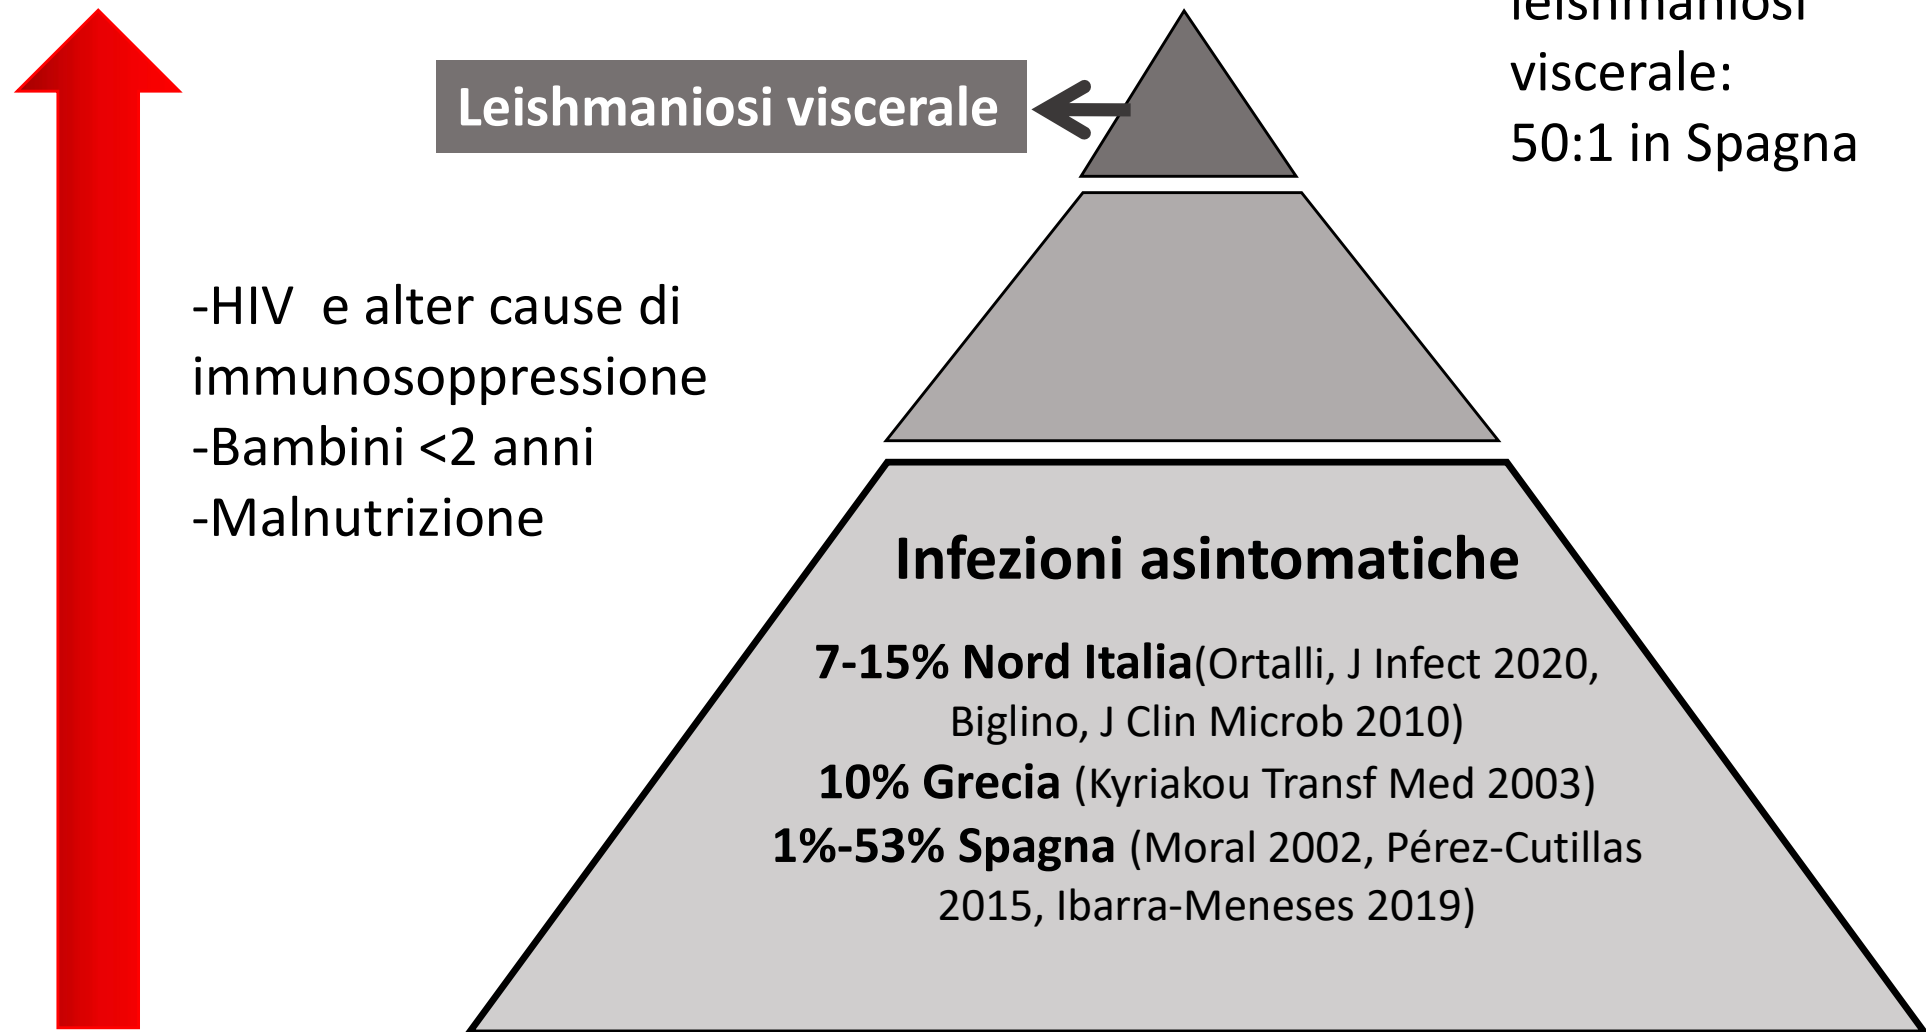 leishmaniosi
viscerale:
50:1 in Spagna
Leishmaniosi viscerale
-HIV  e alter cause di
immunosoppressione
-Bambini <2 anni
-Malnutrizione
Infezioni asintomatiche
7-15% Nord Italia(Ortalli, J Infect 2020,
Biglino, J Clin Microb 2010)
10% Grecia (Kyriakou Transf Med 2003)
1%-53% Spagna (Moral 2002, Pérez-Cutillas
2015, Ibarra-Meneses 2019)